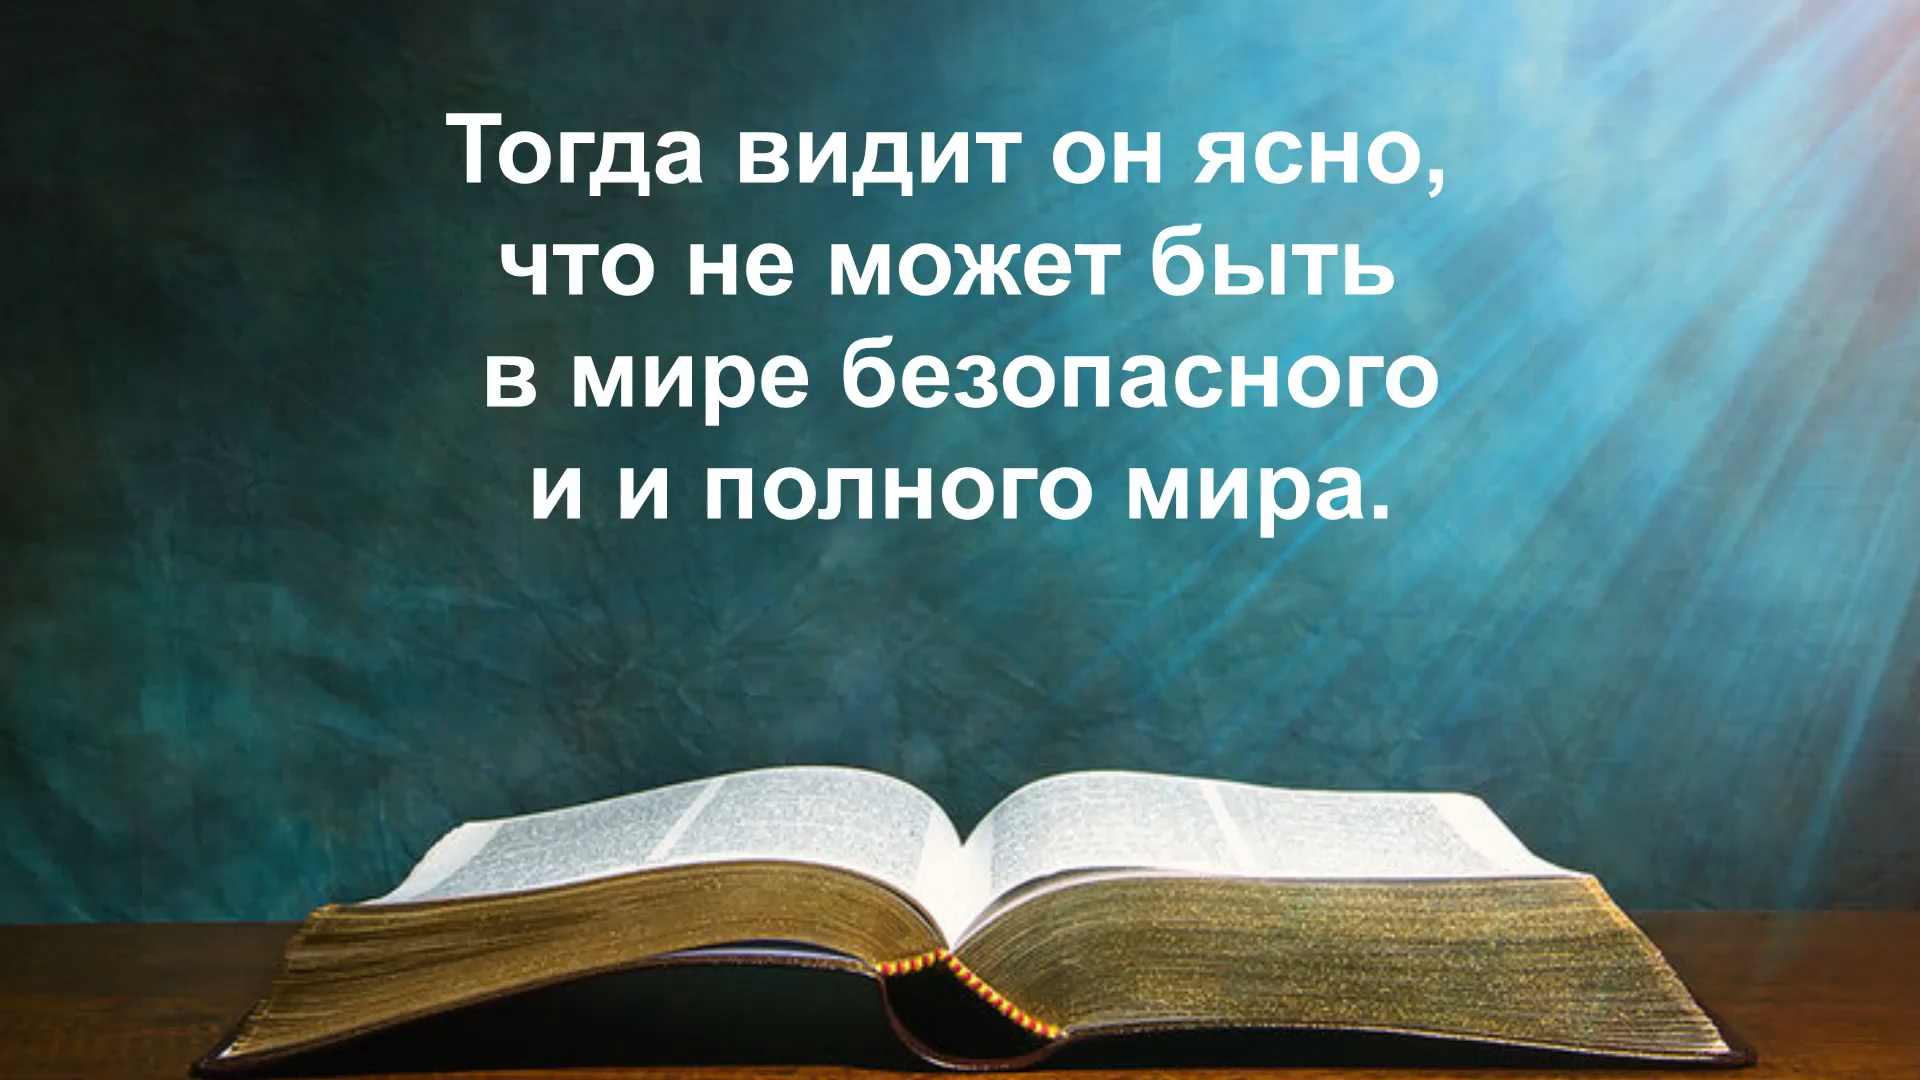 Тогда видит он ясно,
что не может быть
в мире безопасного
и и полного мира.